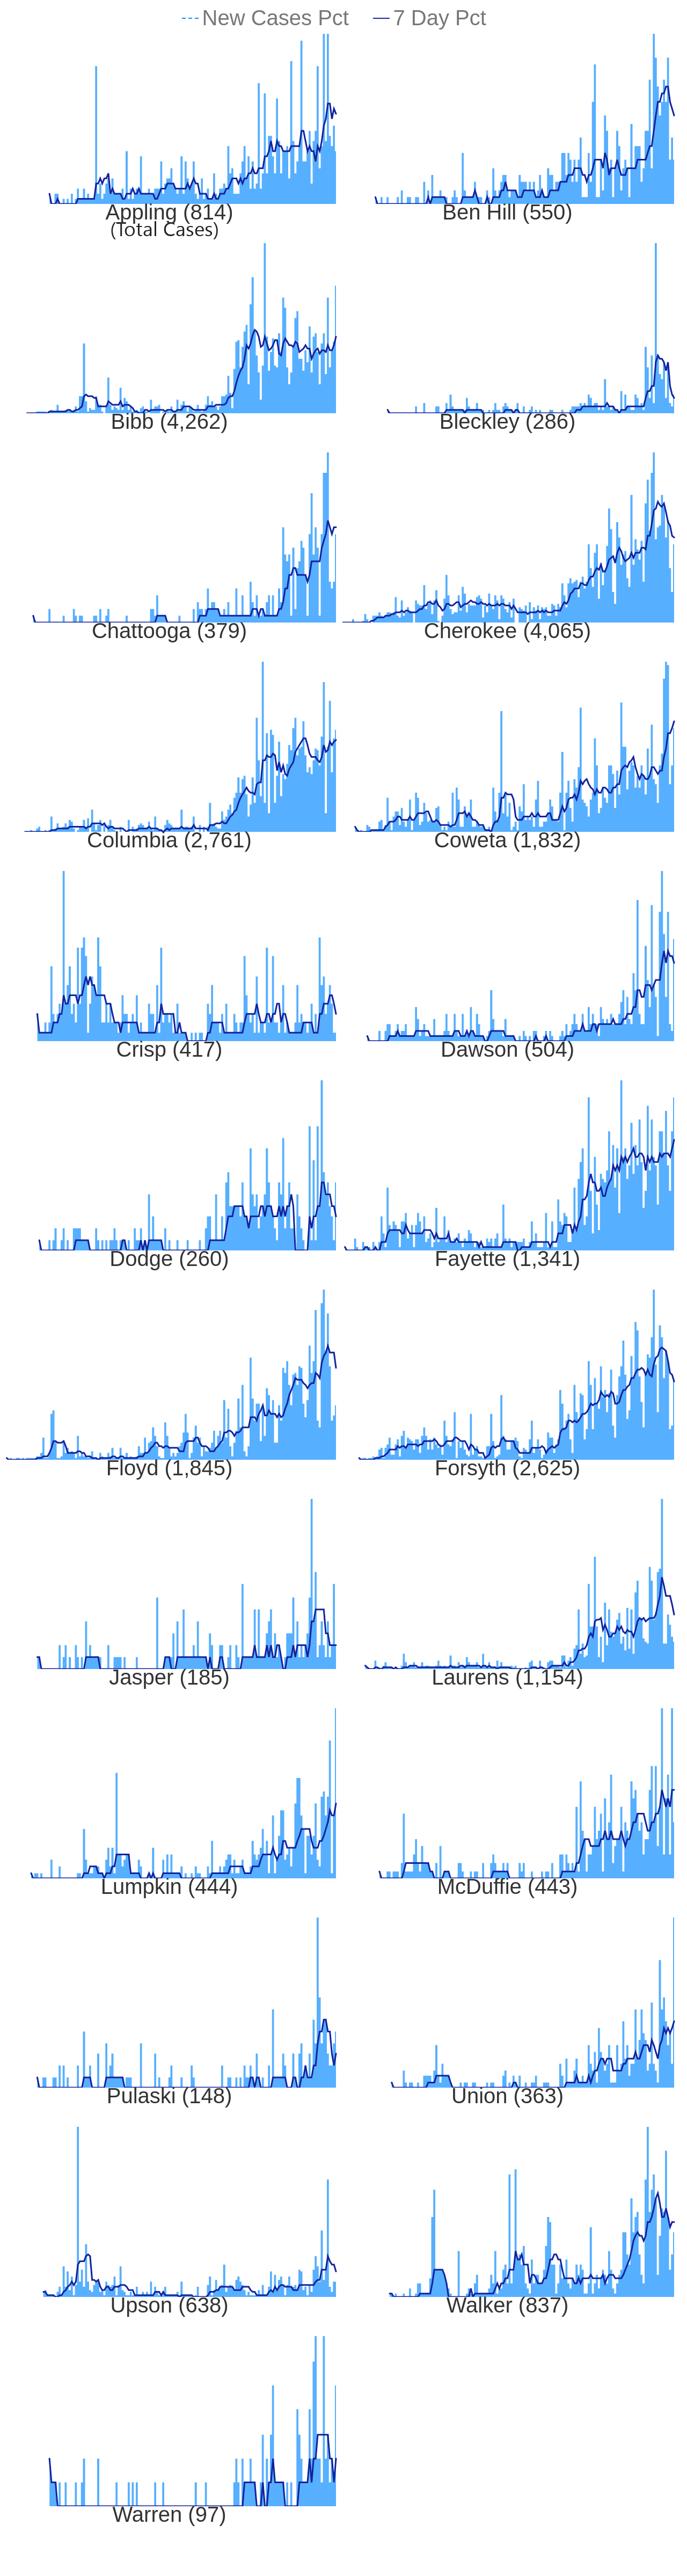 New Cases Pct 7 Day Pct
Appling (814) Ben Hill (550)
(Total Cases)
Bibb (4,262) Bleckley (286)
Chattooga (379) Cherokee (4,065)
Columbia (2,761) Coweta (1,832)
Crisp (417) Dawson (504)
Dodge (260) Fayette (1,341)
Floyd (1,845) Forsyth (2,625)
Jasper (185) Laurens (1,154)
Lumpkin (444) McDuffie (443)
Pulaski (148) Union (363)
Upson (638) Walker (837)
Warren (97)